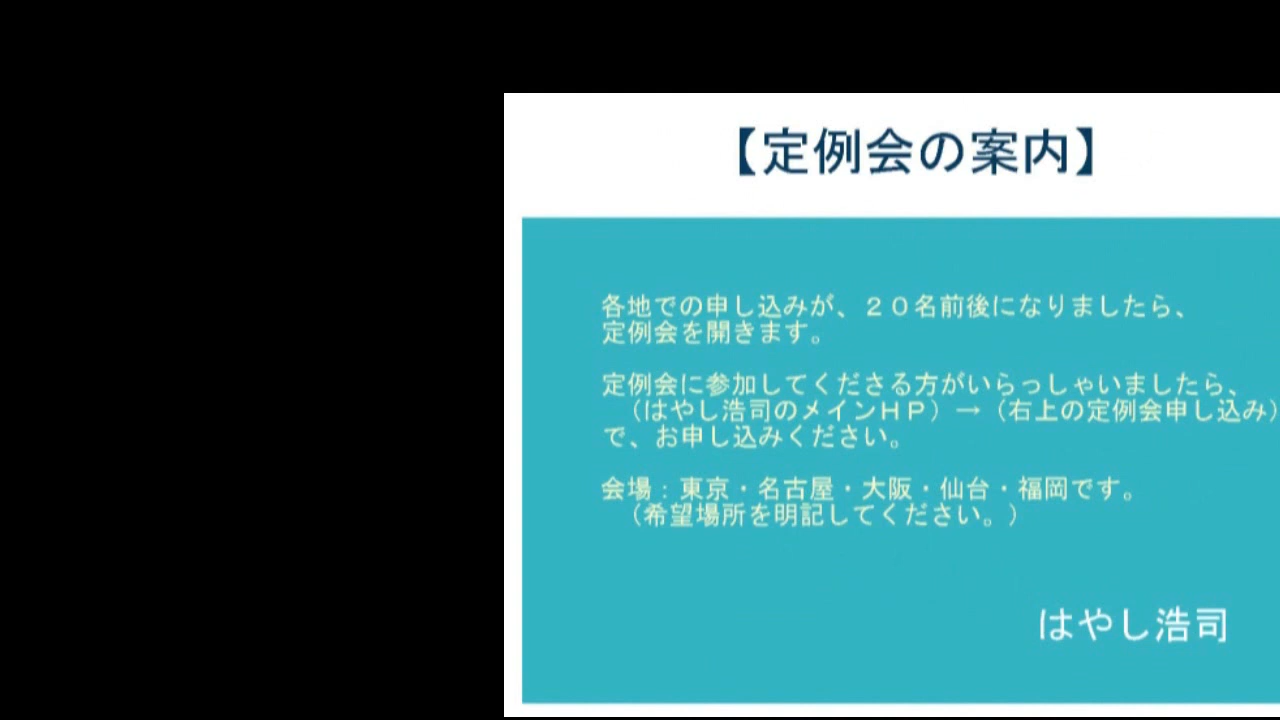 【定例会の案内】
各地での申し込みが、２０名前後になりましたら、
定例会を開きます。
定例会に参加してくださる方がいらっしゃいましたら、
（はやし浩司のメインＨＰ）→（右上の定例会申し込み）
で、お申し込みください。
会場：東京・名古屋・大阪・仙台・福岡です。
（希望場所を明記してください。）
はやし浩司